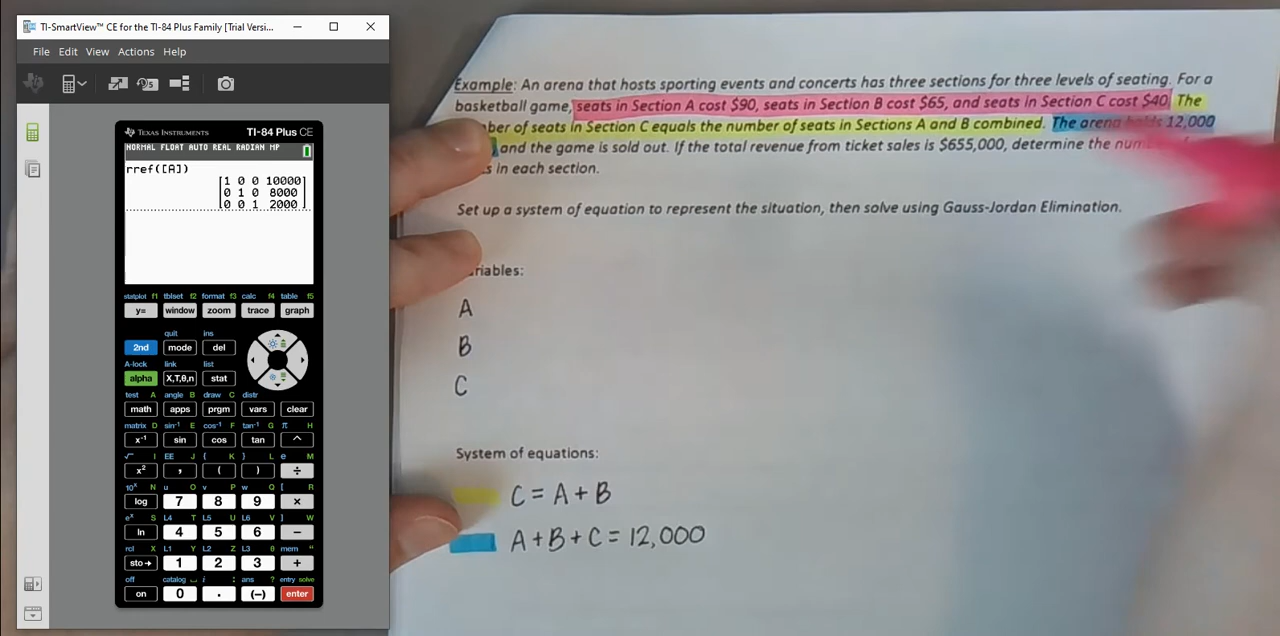 TI-SmartView™ CE for the TI-84 Plus Family [Trial Versi...
File Edit View Actions Help
TEXAS INSTRUMENTS TI-84 Plus CE
NORMAL FLOAT AUTO REAL RADIAN MP
rref([A])
[1 0 0 10000]
[0 1 0 8000]
[0 0 1 2000]
statplot f1 tblset f2 format f3 calc f4 table f5
y= window zoom trace graph
quit ins
2nd mode del
A-lock link list
alpha X,T,θ,n stat
test A angle B draw C distr
math apps prgm vars clear
matrix D sin⁻¹ E cos⁻¹ F tan⁻¹ G π H
x⁻¹ sin cos tan ^
√ I EE J { K } L e M
x² , ( ) ÷
10ˣ N u O v P w Q [ R
log 7 8 9 ×
eˣ S L4 T L5 U L6 V ] W
ln 4 5 6 −
rcl X L1 Y L2 Z L3 θ mem "
sto→ 1 2 3 +
off catalog i : ans ? entry solve
on 0 . (−) enter
Example: An arena that hosts sporting events and concerts has three sections for three levels of seating. For a
basketball game, seats in Section A cost $90, seats in Section B cost $65, and seats in Section C cost $40 The
ber of seats in Section C equals the number of seats in Sections A and B combined. The arena holds 12,000
and the game is sold out. If the total revenue from ticket sales is $655,000, determine the num
s in each section.
Set up a system of equation to represent the situation, then solve using Gauss-Jordan Elimination.
riables:
A
B
C
System of equations:
C = A + B
A + B + C = 12,000